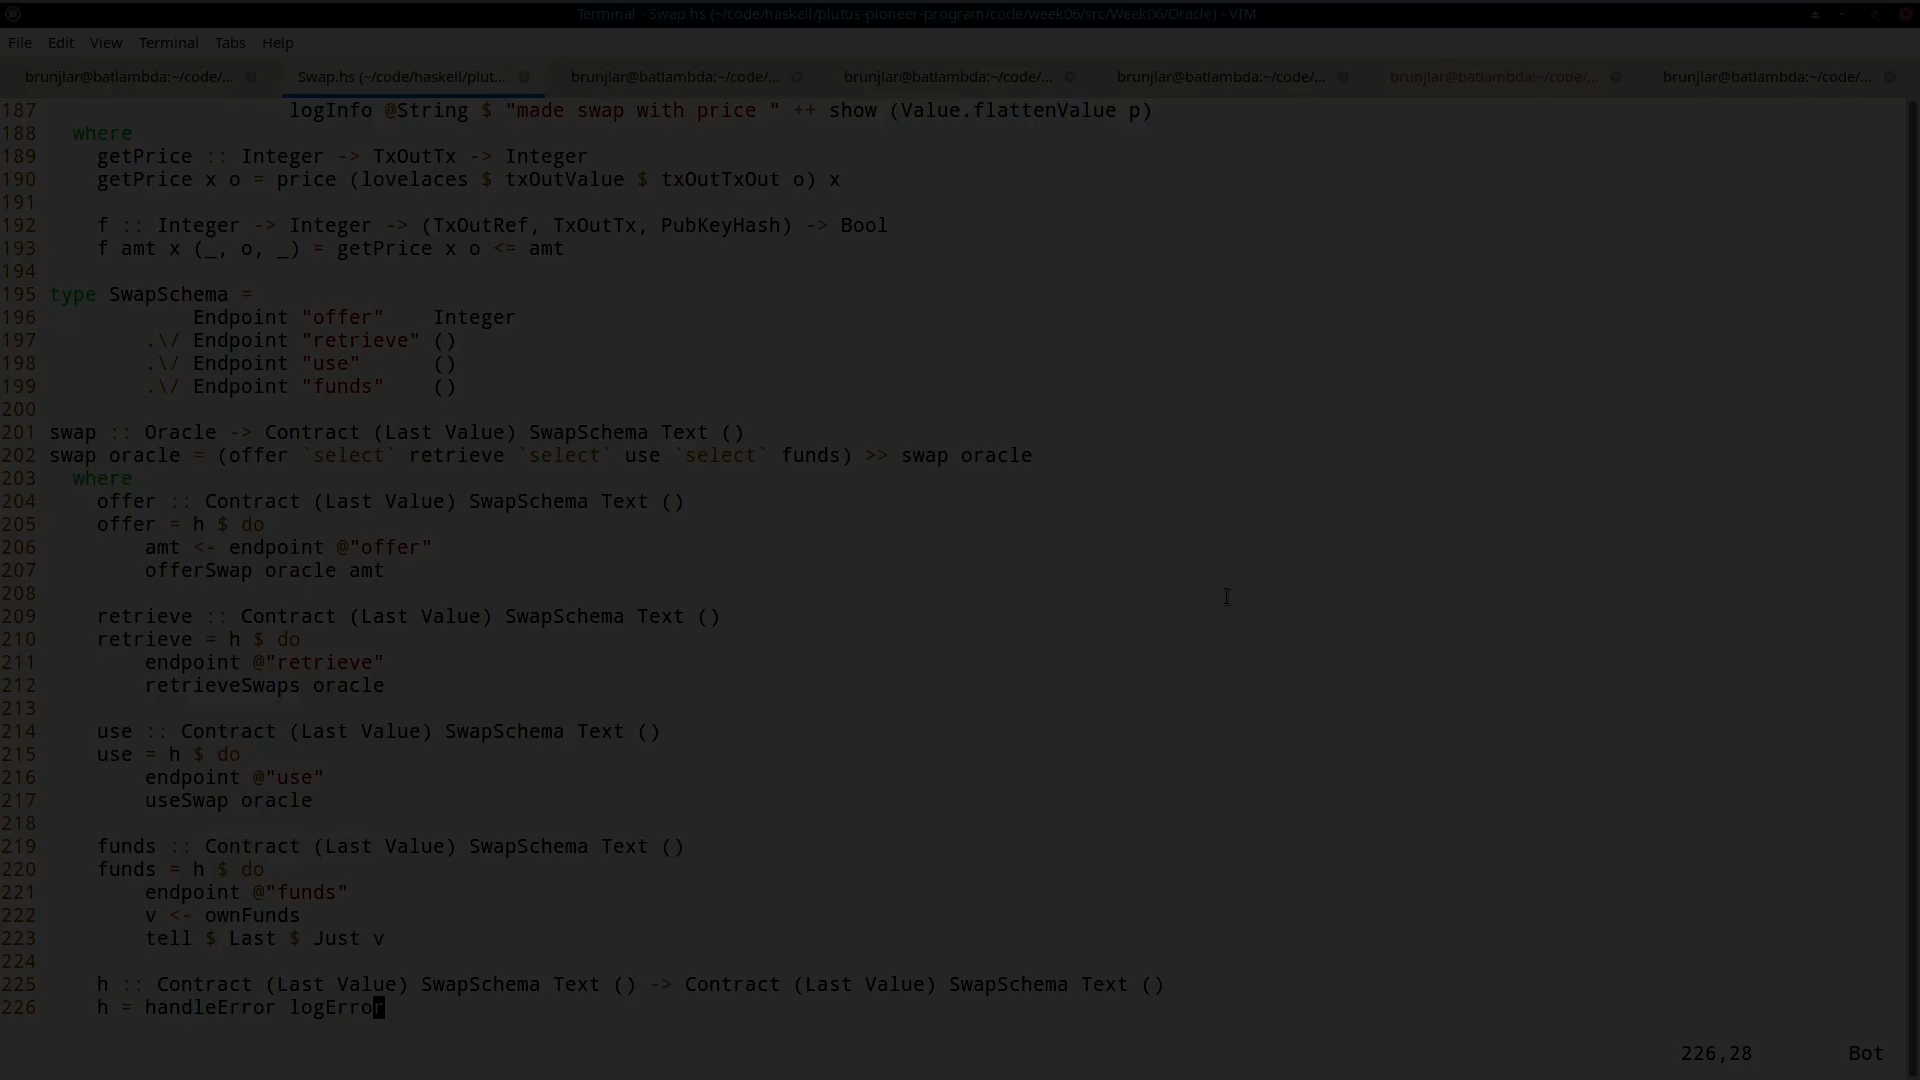 Terminal - Swap.hs (~/code/haskell/plutus-pioneer-program/code/week06/src/Week06/Oracle) - VIM
File Edit View Terminal Tabs Help
brunjlar@batlambda:~/code/... Swap.hs (~/code/haskell/plut... brunjlar@batlambda:~/code/... brunjlar@batlambda:~/code/... brunjlar@batlambda:~/code/... brunjlar@batlambda:~/code/... brunjlar@batlambda:~/code/...
187                     logInfo @String $ "made swap with price " ++ show (Value.flattenValue p)
188   where
189     getPrice :: Integer -> TxOutTx -> Integer
190     getPrice x o = price (lovelaces $ txOutValue $ txOutTxOut o) x
191
192     f :: Integer -> Integer -> (TxOutRef, TxOutTx, PubKeyHash) -> Bool
193     f amt x (_, o, _) = getPrice x o <= amt
194
195 type SwapSchema =
196             Endpoint "offer"    Integer
197         .\/ Endpoint "retrieve" ()
198         .\/ Endpoint "use"      ()
199         .\/ Endpoint "funds"    ()
200
201 swap :: Oracle -> Contract (Last Value) SwapSchema Text ()
202 swap oracle = (offer `select` retrieve `select` use `select` funds) >> swap oracle
203   where
204     offer :: Contract (Last Value) SwapSchema Text ()
205     offer = h $ do
206         amt <- endpoint @"offer"
207         offerSwap oracle amt
208
209     retrieve :: Contract (Last Value) SwapSchema Text ()
210     retrieve = h $ do
211         endpoint @"retrieve"
212         retrieveSwaps oracle
213
214     use :: Contract (Last Value) SwapSchema Text ()
215     use = h $ do
216         endpoint @"use"
217         useSwap oracle
218
219     funds :: Contract (Last Value) SwapSchema Text ()
220     funds = h $ do
221         endpoint @"funds"
222         v <- ownFunds
223         tell $ Last $ Just v
224
225     h :: Contract (Last Value) SwapSchema Text () -> Contract (Last Value) SwapSchema Text ()
226     h = handleError logError
226,28 Bot